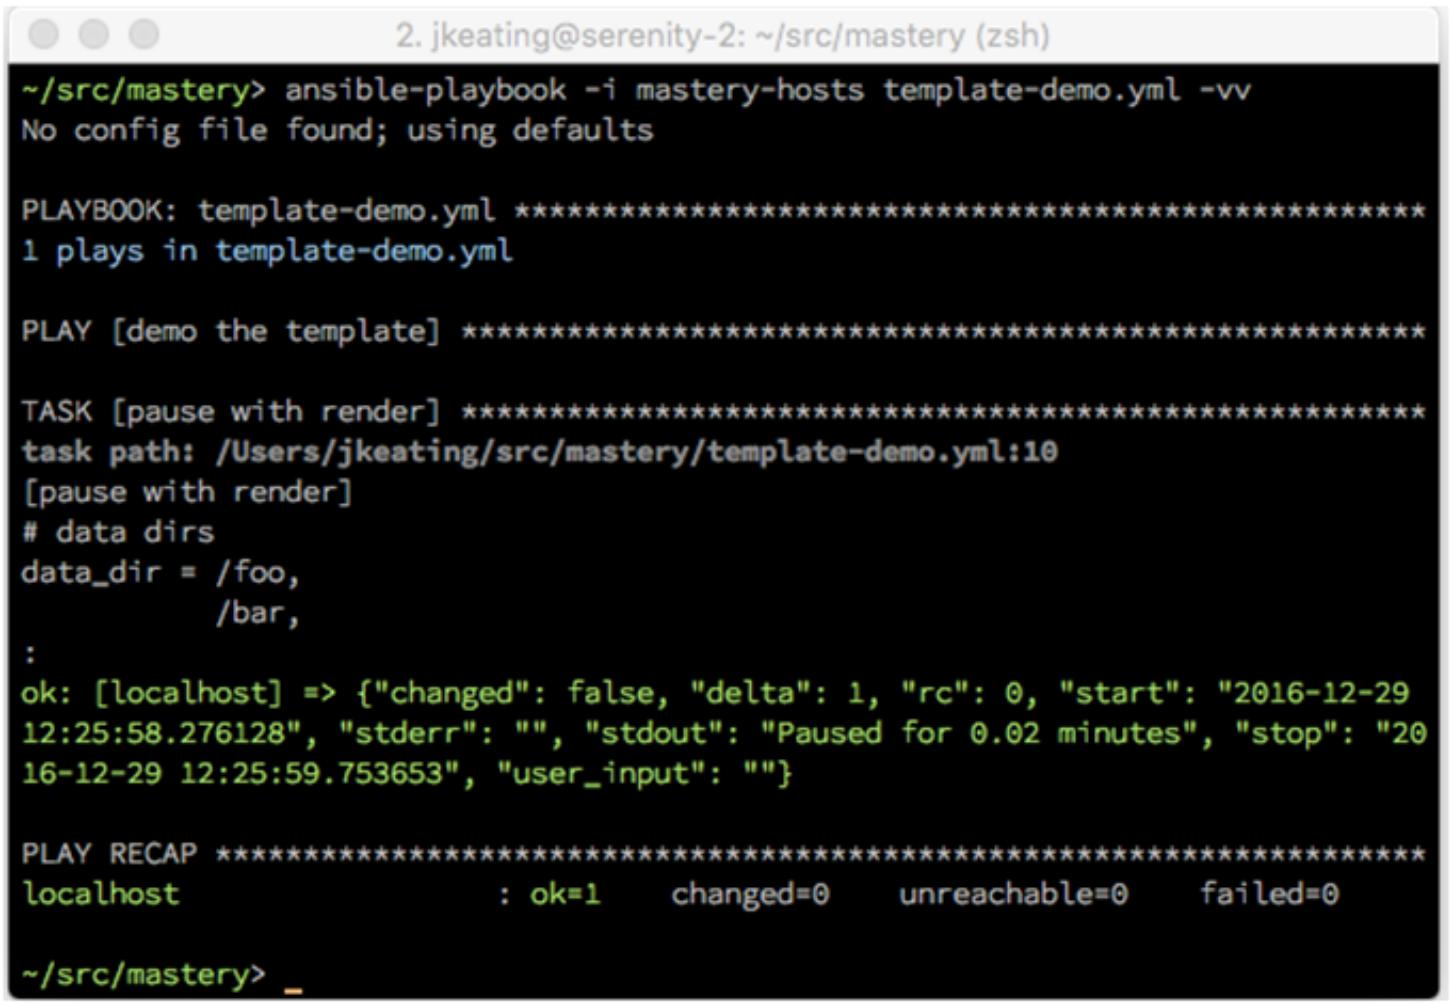 2. jkeating@serenity-2: ~/src/mastery (zsh)
~/src/mastery> ansible-playbook -i mastery-hosts template-demo.yml -vv
No config file found; using defaults
PLAYBOOK: template-demo.yml ****************************************************
1 plays in template-demo.yml
PLAY [demo the template] *******************************************************
TASK [pause with render] *******************************************************
task path: /Users/jkeating/src/mastery/template-demo.yml:10
[pause with render]
# data dirs
data_dir = /foo,
           /bar,
:
ok: [localhost] => {"changed": false, "delta": 1, "rc": 0, "start": "2016-12-29
12:25:58.276128", "stderr": "", "stdout": "Paused for 0.02 minutes", "stop": "20
16-12-29 12:25:59.753653", "user_input": ""}
PLAY RECAP *********************************************************************
localhost                  : ok=1    changed=0    unreachable=0    failed=0
~/src/mastery> _